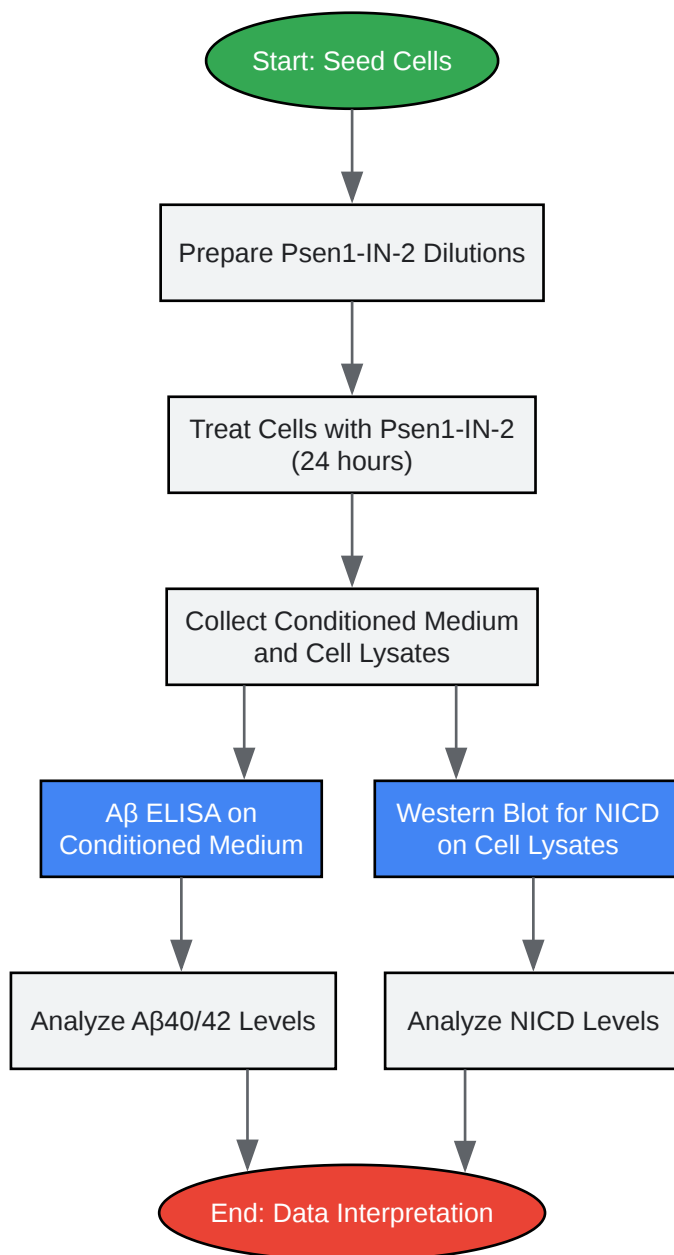 Start: Seed Cells
Prepare Psen1-IN-2 Dilutions
Treat Cells with Psen1-IN-2
(24 hours)
Collect Conditioned Medium
and Cell Lysates
Aβ ELISA on
Conditioned Medium
Western Blot for NICD
on Cell Lysates
Analyze Aβ40/42 Levels
Analyze NICD Levels
End: Data Interpretation